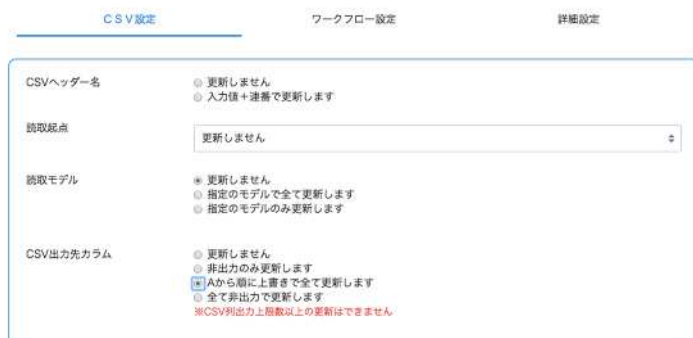 CSV設定 ワークフロー設定 詳細設定
CSVヘッダー名
更新しません
入力値+連番で更新します
読取起点
更新しません
読取モデル
更新しません
指定のモデルで全て更新します
指定のモデルのみ更新します
CSV出力先カラム
更新しません
非出力のみ更新します
Aから順に上書きで全て更新します
全て非出力で更新します
※CSV列出力上限数以上の更新はできません